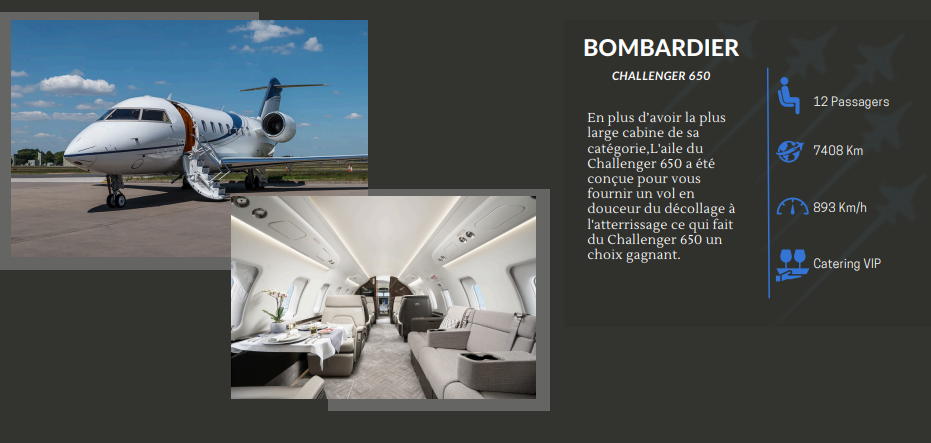 BOMBARDIER
CHALLENGER 650
En plus d'avoir la plus
large cabine de sa
catégorie,L'aile du
Challenger 650 a été
conçue pour vous
fournir un vol en
douceur du décollage à
l'atterrissage ce qui fait
du Challenger 650 un
choix gagnant.
12 Passagers
7408 Km
893 Km/h
Catering VIP